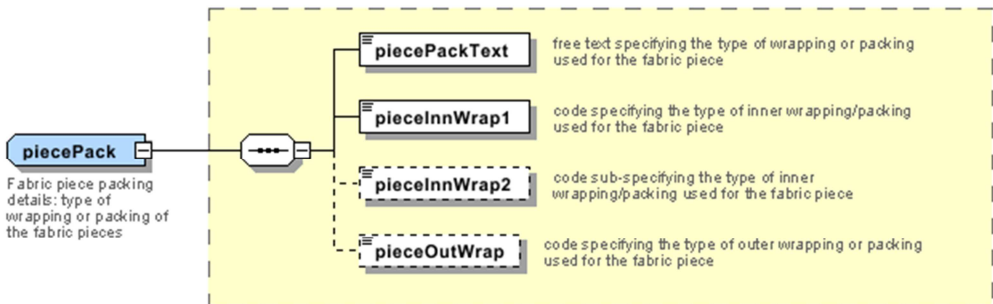 piecePackText
free text specifying the type of wrapping or packing
used for the fabric piece
pieceInnWrap1
code specifying the type of inner wrapping/packing
used for the fabric piece
piecePack
Fabric piece packing
details: type of
wrapping or packing of
the fabric pieces
pieceInnWrap2
code sub-specifying the type of inner
wrapping/packing used for the fabric piece
pieceOutWrap
code specifying the type of outer wrapping or packing
used for the fabric piece